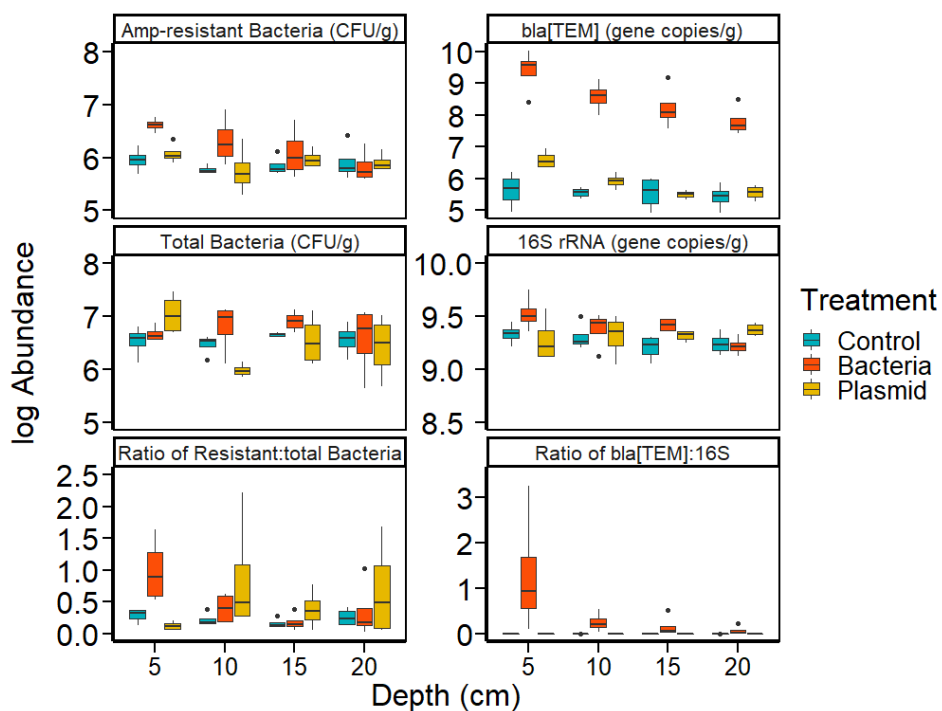 Amp-resistant Bacteria (CFU/g)
bla[TEM] (gene copies/g)
8
7
6
5
10
9
8
7
6
5
Total Bacteria (CFU/g)
16S rRNA (gene copies/g)
8
7
6
5
10.0
9.5
9.0
8.5
Ratio of Resistant:total Bacteria
Ratio of bla[TEM]:16S
2.5
2.0
1.5
1.0
0.5
0.0
3
2
1
0
5 10 15 20
5 10 15 20
Depth (cm)
log Abundance
Treatment
Control
Bacteria
Plasmid